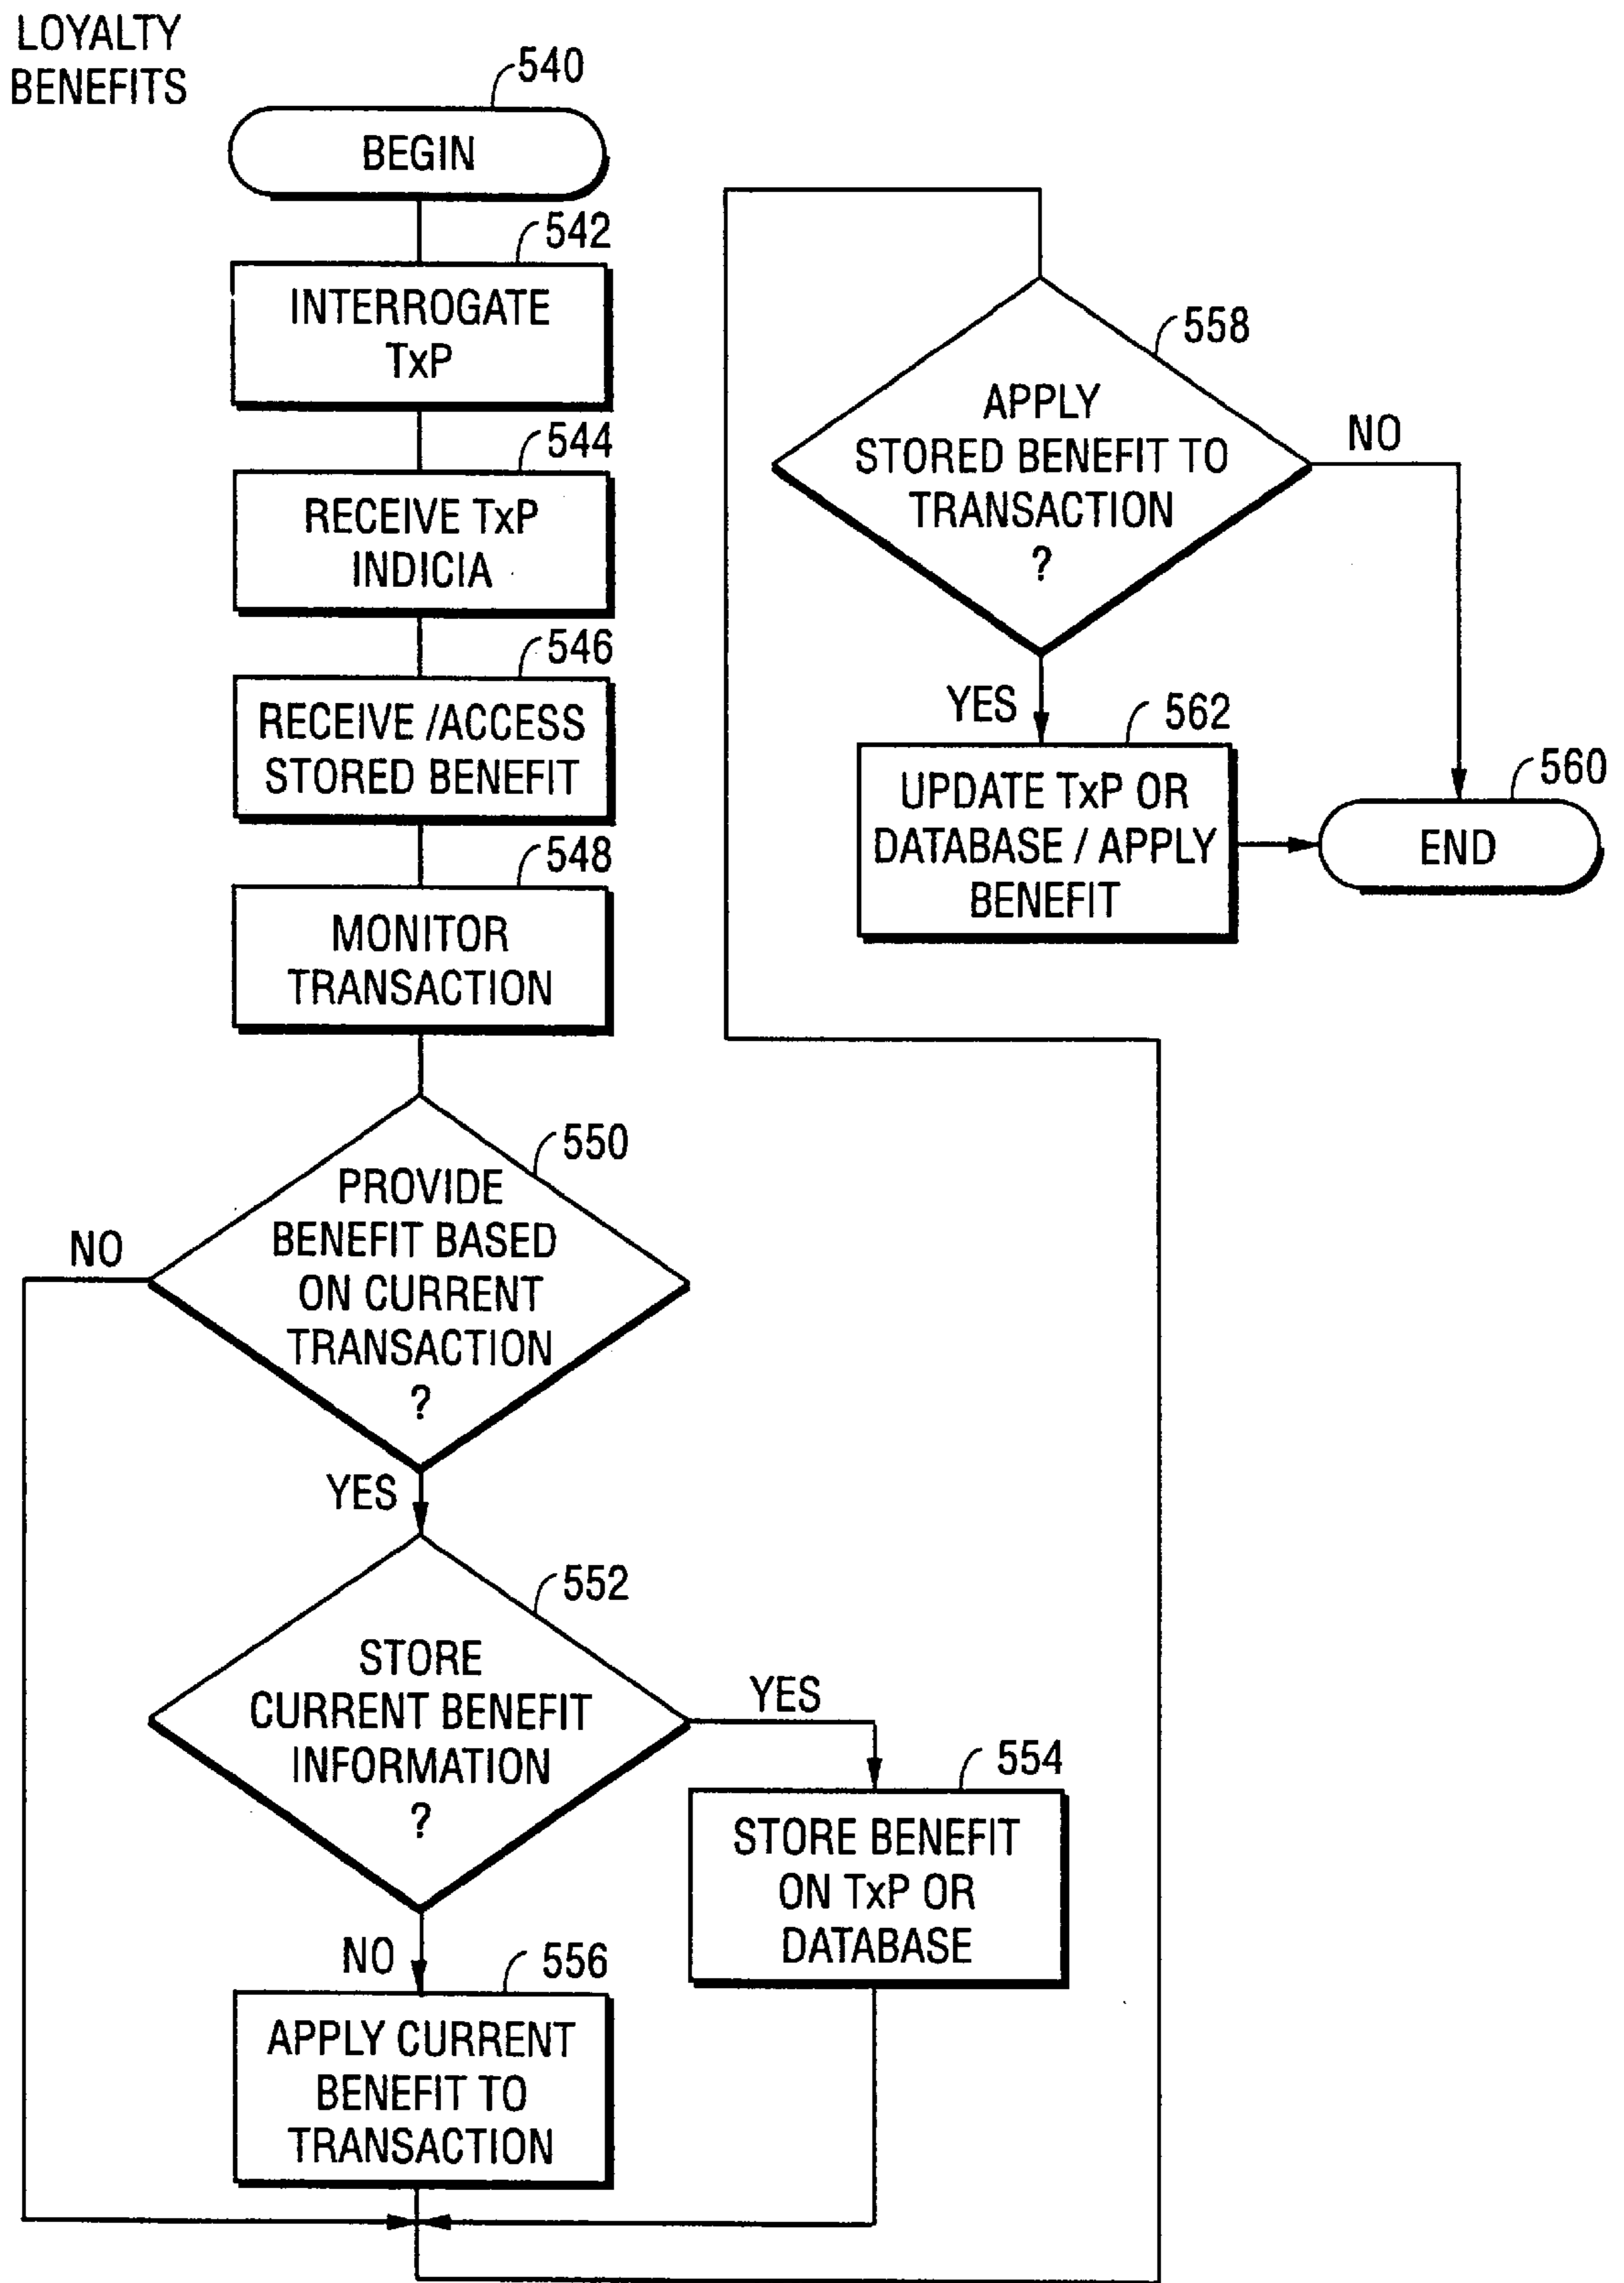 LOYALTY
BENEFITS
540
BEGIN
542
INTERROGATE
TxP
544
RECEIVE TxP
INDICIA
546
RECEIVE /ACCESS
STORED BENEFIT
548
MONITOR
TRANSACTION
550
PROVIDE
BENEFIT BASED
ON CURRENT
TRANSACTION
?
NO
YES
552
STORE
CURRENT BENEFIT
INFORMATION
?
YES
554
STORE BENEFIT
ON TxP OR
DATABASE
NO
556
APPLY CURRENT
BENEFIT TO
TRANSACTION
558
APPLY
STORED BENEFIT TO
TRANSACTION
?
NO
YES
562
UPDATE TxP OR
DATABASE / APPLY
BENEFIT
560
END